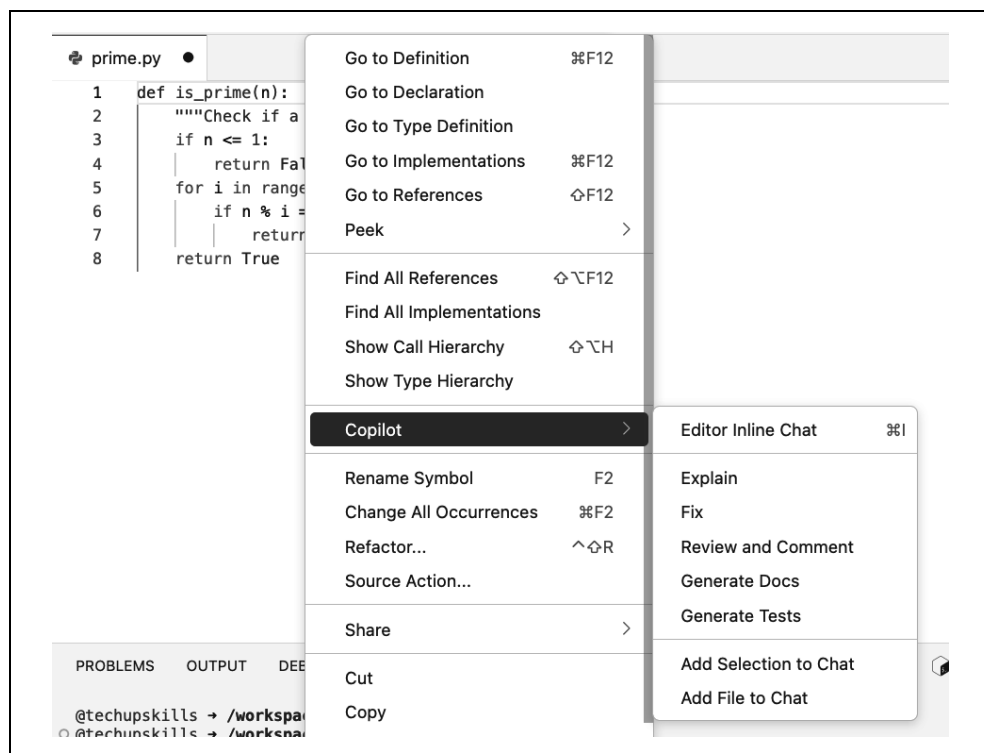 prime.py ●
1 def is_prime(n):
2 """Check if a
3 if n <= 1:
4 return Fal
5 for i in range
6 if n % i =
7 return
8 return True
Go to Definition ⌘F12
Go to Declaration
Go to Type Definition
Go to Implementations ⌘F12
Go to References ⇧F12
Peek >
Find All References ⇧⌥F12
Find All Implementations
Show Call Hierarchy ⇧⌥H
Show Type Hierarchy
Copilot >
Rename Symbol F2
Change All Occurrences ⌘F2
Refactor... ^⇧R
Source Action...
Share >
Cut
Copy
Editor Inline Chat ⌘I
Explain
Fix
Review and Comment
Generate Docs
Generate Tests
Add Selection to Chat
Add File to Chat
PROBLEMS OUTPUT DEB
@techupskills → /workspa
@techupskills → /workspa